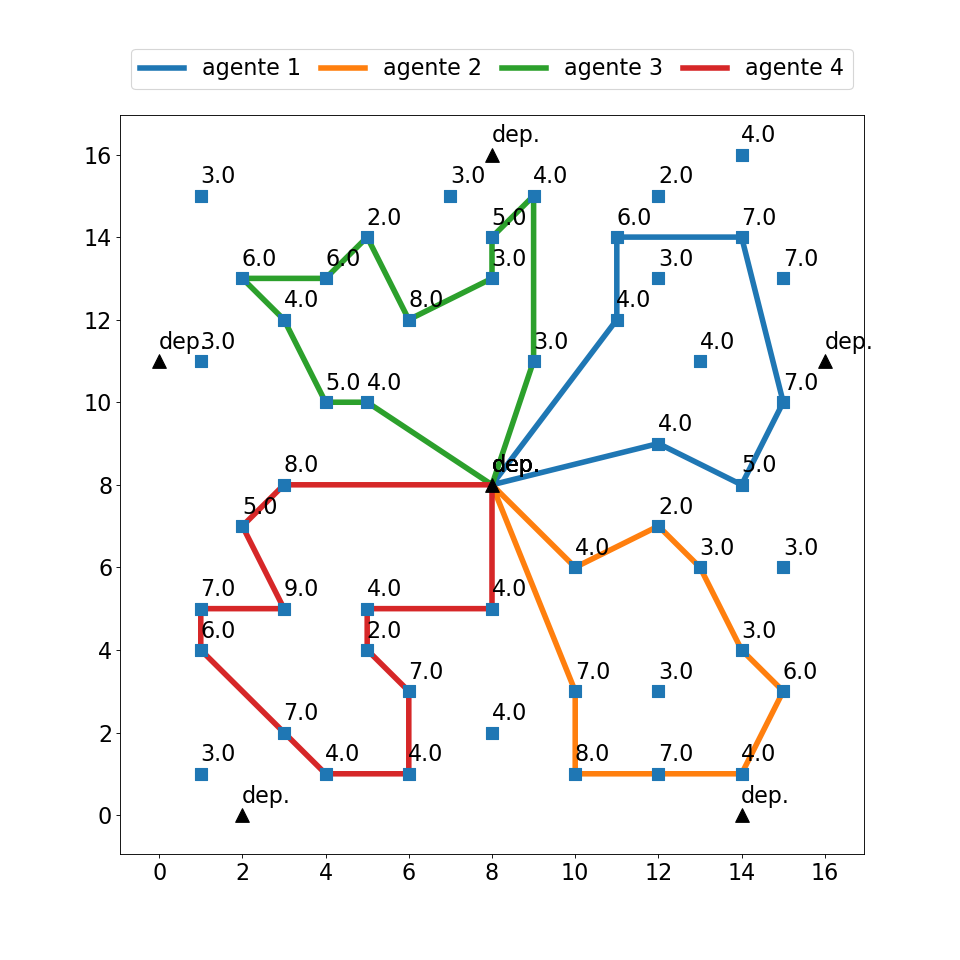 agente 1 agente 2 agente 3 agente 4
dep. 4.0
16
3.0 3.0 4.0 2.0
2.0 5.0 6.0 7.0
14
6.0 6.0 3.0 3.0 7.0
4.0 8.0 4.0
12
dep. 3.0 3.0 4.0 dep.
5.0 4.0 7.0
10
4.0
8.0 dep. 5.0
8
5.0 2.0
4.0 3.0 3.0
6
7.0 9.0 4.0 4.0
6.0 2.0 3.0
4
7.0 7.0 3.0 6.0
7.0 4.0
2
3.0 4.0 4.0 8.0 7.0 4.0
dep. dep.
0
0 2 4 6 8 10 12 14 16